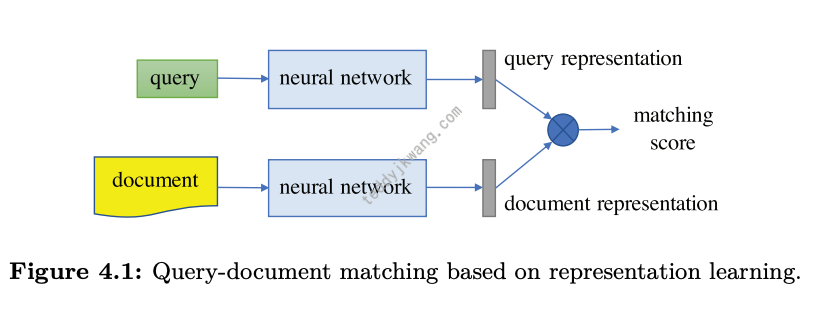 query
neural network
query representation
matching
score
document
neural network
document representation
teddyjkwang.com
Figure 4.1: Query-document matching based on representation learning.